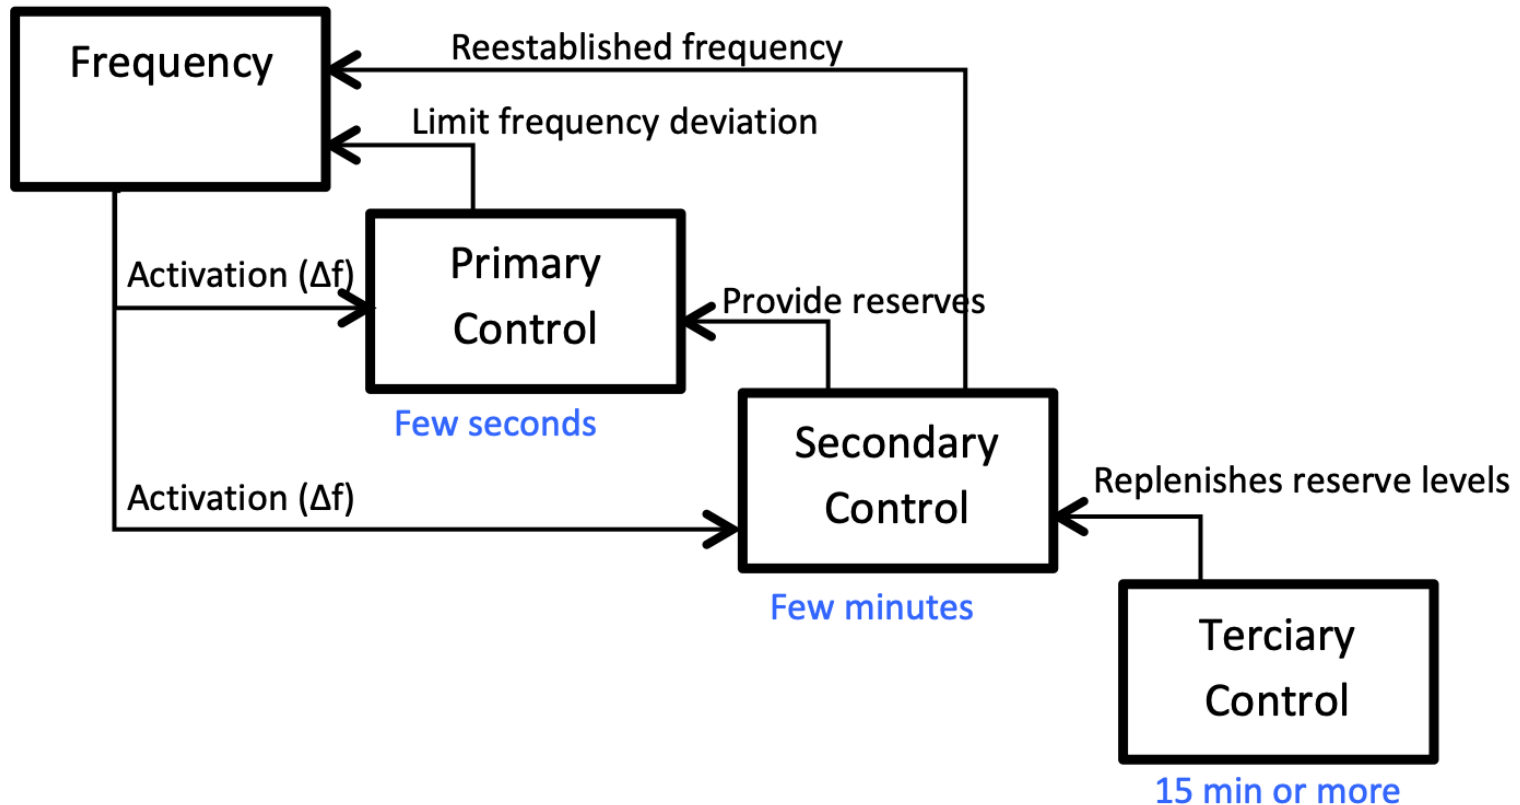 Frequency
Reestablished frequency
Limit frequency deviation
Activation (Δf)
Primary
Control
Provide reserves
Few seconds
Activation (Δf)
Secondary
Control
Replenishes reserve levels
Few minutes
Terciary
Control
15 min or more